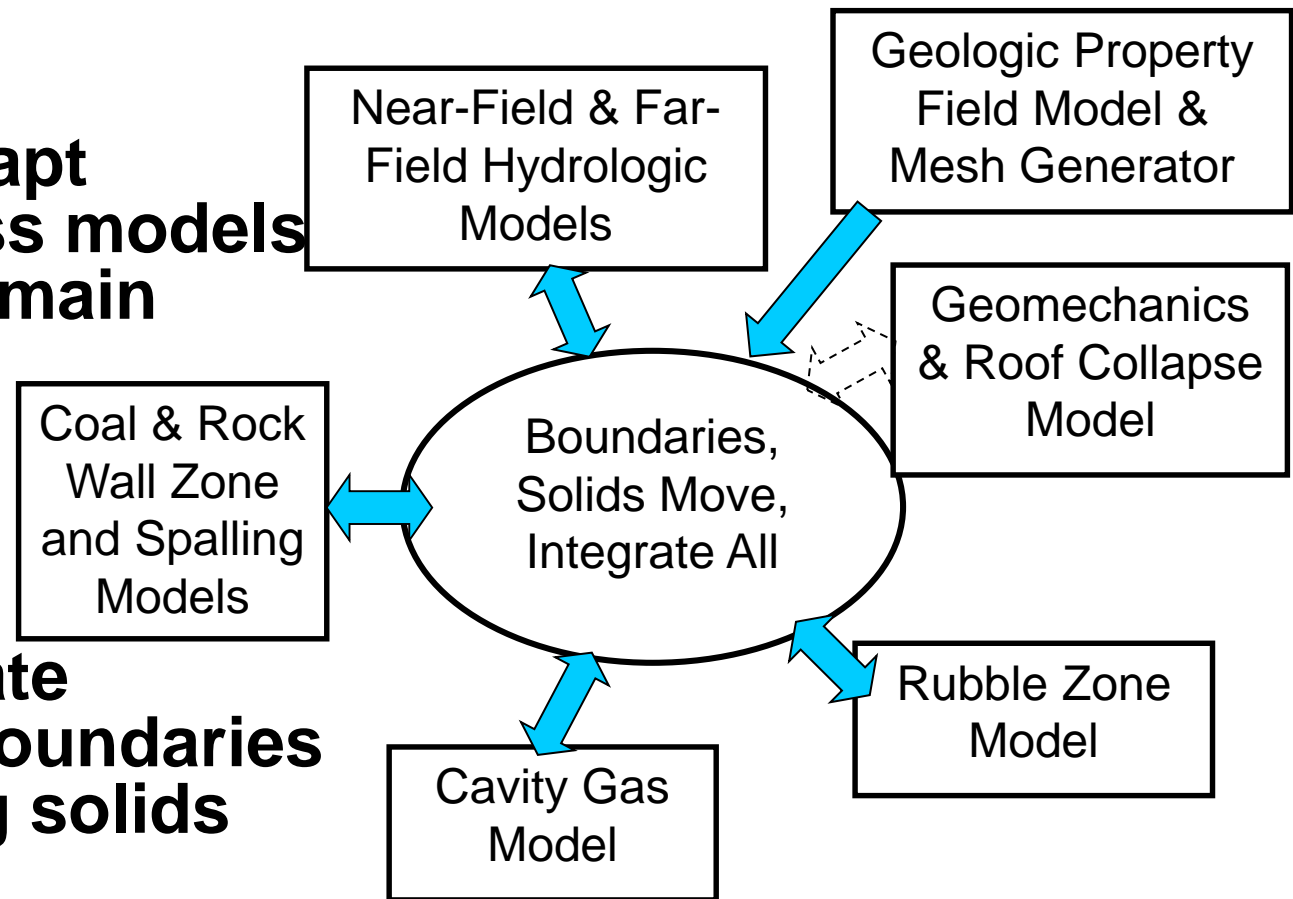 apt
ss models
main
ate
oundaries
g solids
Near-Field & Far-
Field Hydrologic
Models
Geologic Property
Field Model &
Mesh Generator
Geomechanics
& Roof Collapse
Model
Coal & Rock
Wall Zone
and Spalling
Models
Boundaries,
Solids Move,
Integrate All
Rubble Zone
Model
Cavity Gas
Model